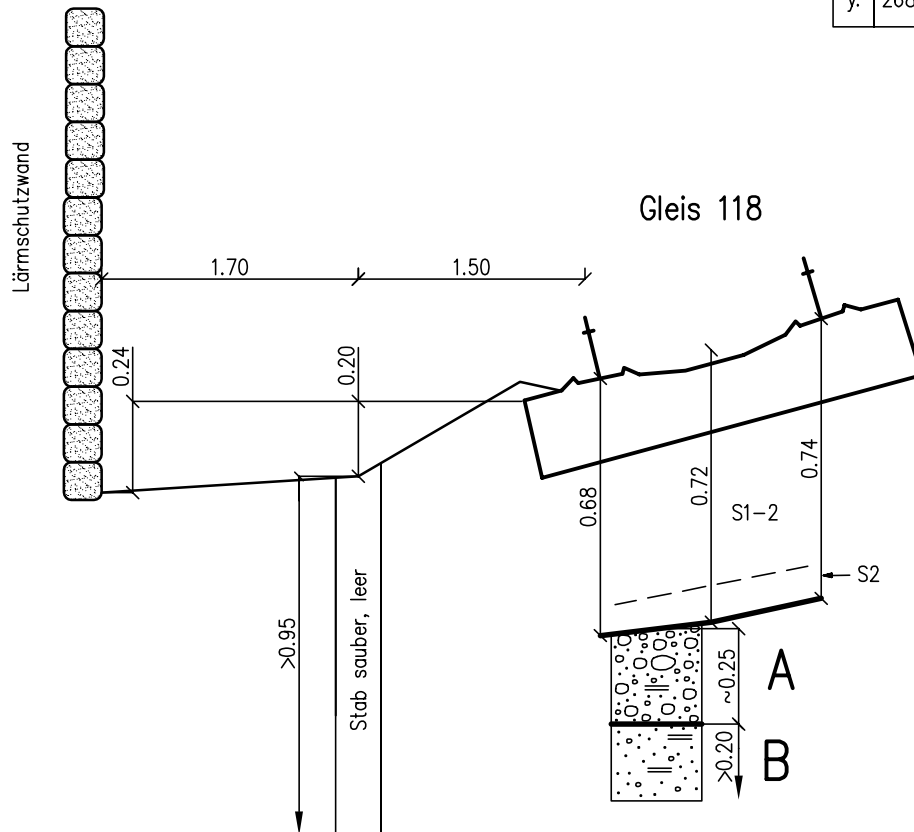 y: 268
Lärmschutzwand
Gleis 118
1.70
1.50
0.24
0.20
0.68
0.72
0.74
S1-2
S2
>0.95
Stab sauber, leer
~0.25
A
>0.20
B